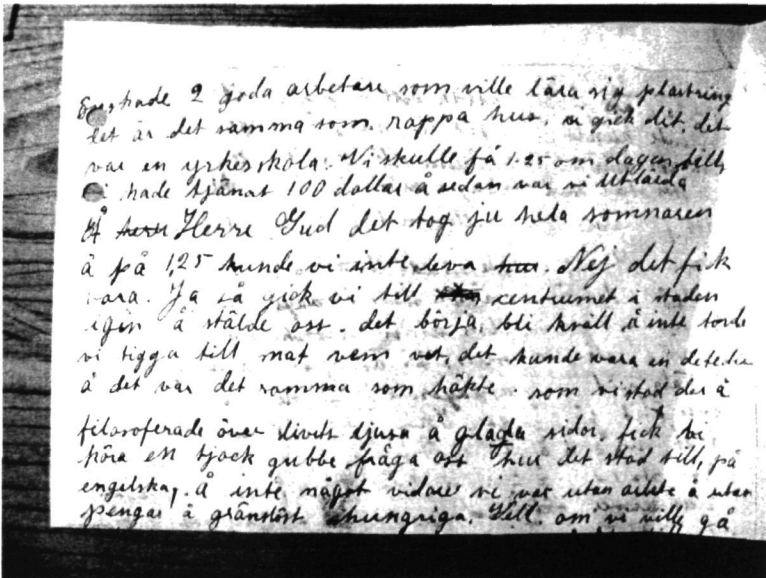 hade 2 goda arbetare som ville lära sig plastring
let är det samma som rappa hus, vi gick dit, det
var en yrkesskola. Vi skulle få 1.25 om dagen tills
vi hade tjänat 100 dollar å sedan var vi utlärda
Å Herre Gud det tog ju hela sommaren
å på 1,25 kunde vi inte leva. Nej det fick
vara. Ja så gick vi till centrumet i staden
igen å stälde oss. det börja bli kväll å inte torde
vi tigga till mat vem vet, det kunde vara en
å det var det samma som häkte. som vi stod der å
filosoferade över livets ljusa å glada sidor, fick vi
höra en tjock gubbe fråga oss hur det stod till, på
engelska, å inte något vidare vi var utan arbete å utan
pengar å gränslöst hungriga. Vell. om vi ville gå